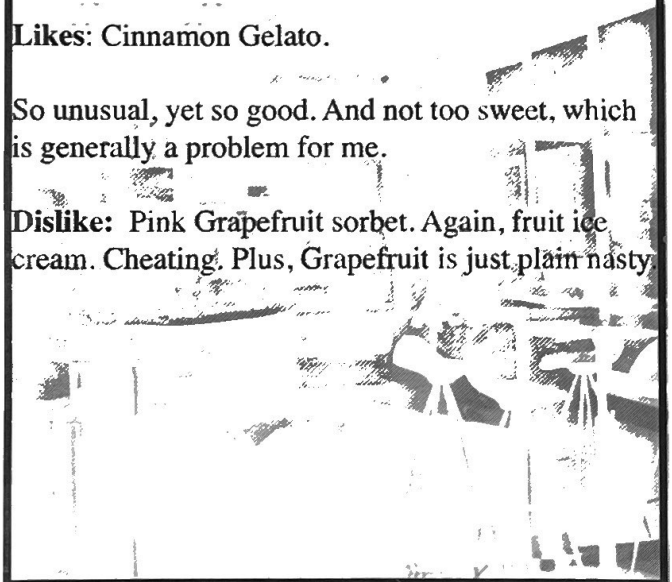 Likes: Cinnamon Gelato.
So unusual, yet so good. And not too sweet, which
is generally a problem for me.
Dislike: Pink Grapefruit sorbet. Again, fruit ice
cream. Cheating. Plus, Grapefruit is just plain nasty.